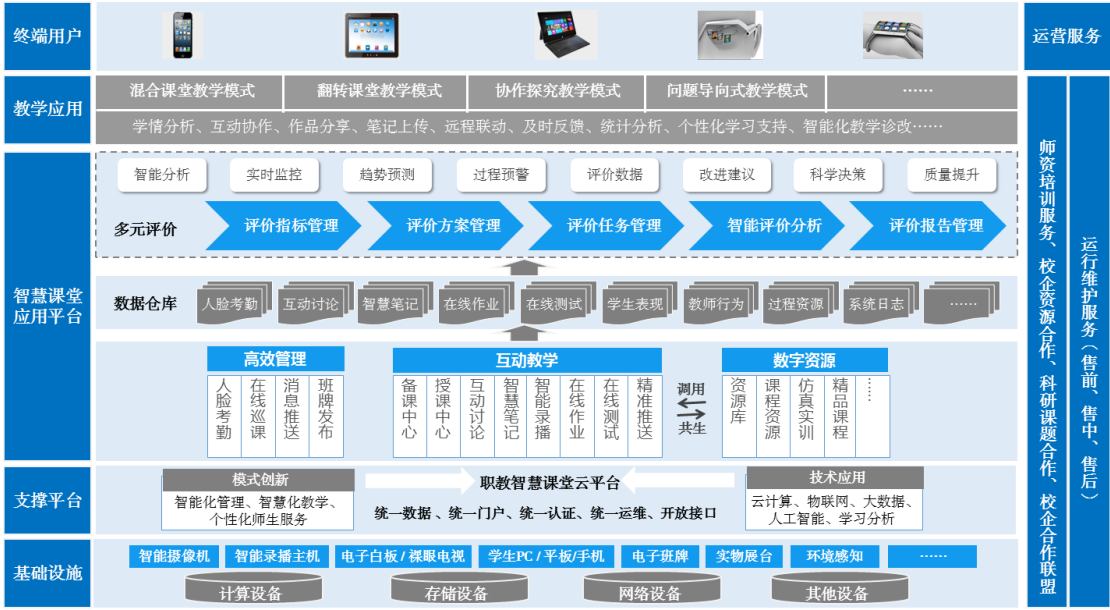 终端用户
运营服务
教学应用
混合课堂教学模式
翻转课堂教学模式
协作探究教学模式
问题导向式教学模式
……
学情分析、互动协作、作品分享、笔记上传、远程联动、及时反馈、统计分析、个性化学习支持、智能化教学诊改……
智慧课堂
应用平台
智能分析
实时监控
趋势预测
过程预警
评价数据
改进建议
科学决策
质量提升
多元评价
评价指标管理
评价方案管理
评价任务管理
智能评价分析
评价报告管理
数据仓库
人脸考勤
互动讨论
智慧笔记
在线作业
在线测试
学生表现
教师行为
过程资源
系统日志
……
高效管理
人脸考勤
在线巡课
消息推送
班牌发布
互动教学
备课中心
授课中心
互动讨论
智慧笔记
智能录播
在线作业
在线测试
精准推送
调用
共生
数字资源
资源库
课程资源
仿真实训
精品课程
……
支撑平台
模式创新
智能化管理、智慧化教学、
个性化师生服务
职教智慧课堂云平台
统一数据、统一门户、统一认证、统一运维、开放接口
技术应用
云计算、物联网、大数据、
人工智能、学习分析
基础设施
智能摄像机
智能录播主机
电子白板/裸眼电视
学生PC/平板/手机
电子班牌
实物展台
环境感知
……
计算设备
存储设备
网络设备
其他设备
师资培训服务、校企资源合作、科研课题合作、校企合作联盟
运行维护服务（售前、售中、售后）